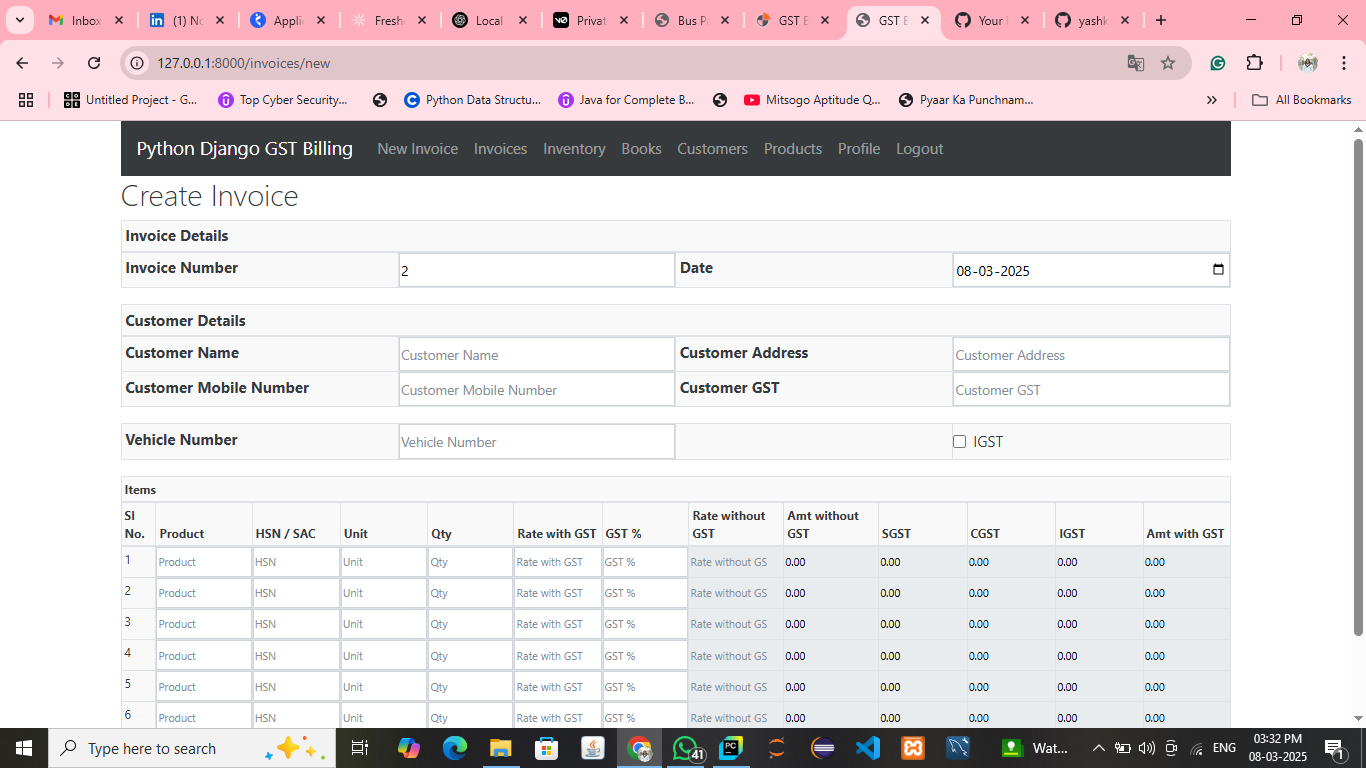 Inbox
(1) No
Applic
Fresh
Local
Privat
Bus P
GST B
GST B
Your
yashk
127.0.0.1:8000/invoices/new
Untitled Project - G...
Top Cyber Security...
Python Data Structu...
Java for Complete B...
Mitsogo Aptitude Q...
Pyaar Ka Punchnam...
All Bookmarks
Python Django GST Billing New Invoice Invoices Inventory Books Customers Products Profile Logout
Create Invoice
Invoice Details
Invoice Number 2 Date 08-03-2025
Customer Details
Customer Name Customer Name Customer Address Customer Address
Customer Mobile Number Customer Mobile Number Customer GST Customer GST
Vehicle Number Vehicle Number IGST
Items
Sl No. Product HSN / SAC Unit Qty Rate with GST GST % Rate without GST Amt without GST SGST CGST IGST Amt with GST
1 Product HSN Unit Qty Rate with GST GST % Rate without GS 0.00 0.00 0.00 0.00 0.00
2 Product HSN Unit Qty Rate with GST GST % Rate without GS 0.00 0.00 0.00 0.00 0.00
3 Product HSN Unit Qty Rate with GST GST % Rate without GS 0.00 0.00 0.00 0.00 0.00
4 Product HSN Unit Qty Rate with GST GST % Rate without GS 0.00 0.00 0.00 0.00 0.00
5 Product HSN Unit Qty Rate with GST GST % Rate without GS 0.00 0.00 0.00 0.00 0.00
6 Product HSN Unit Qty Rate with GST GST % Rate without GS 0.00 0.00 0.00 0.00 0.00
Type here to search
41
Wat...
ENG
03:32 PM
08-03-2025
1